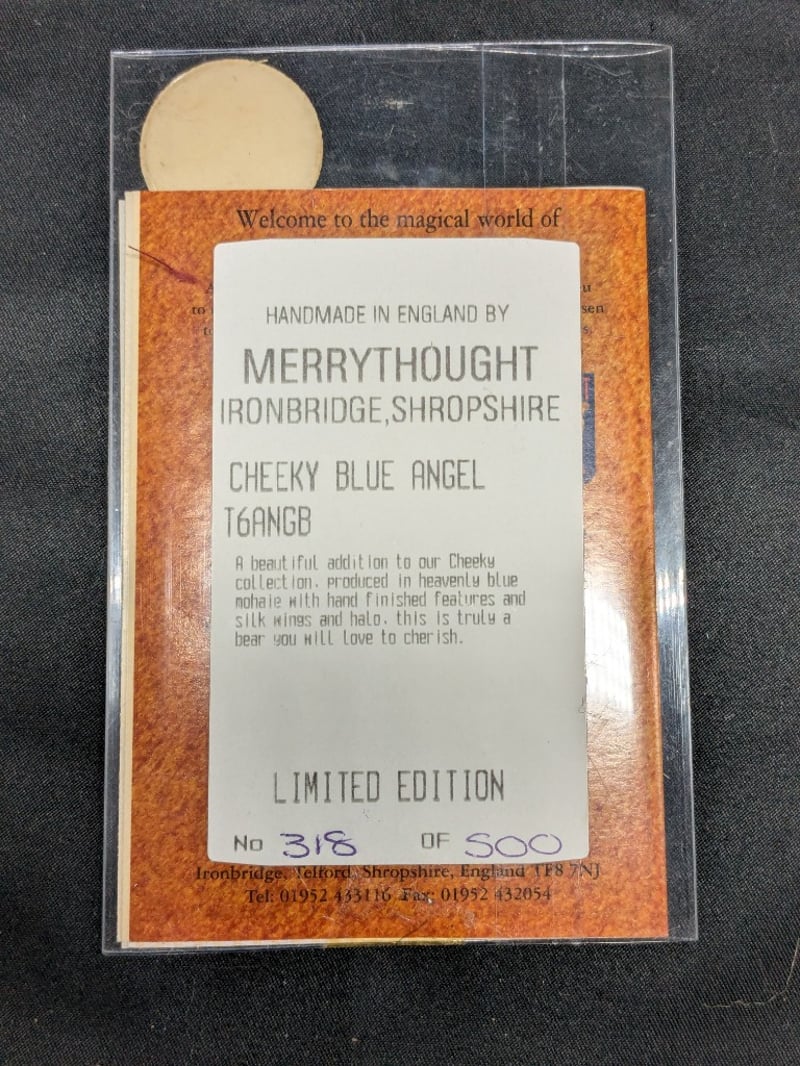 Welcome to the magical world of
HANDMADE IN ENGLAND BY
MERRYTHOUGHT
IRONBRIDGE,SHROPSHIRE
CHEEKY BLUE ANGEL
T6ANGB
A beautiful addition to our Cheeky
collection. produced in heavenly blue
mohaie with hand finished features and
silk wings and halo. this is truly a
bear you will love to cherish.
LIMITED EDITION
No 318 OF 500
Ironbridge, Telford, Shropshire, England TF8 7NJ
Tel: 01952 433116 Fax: 01952 432054